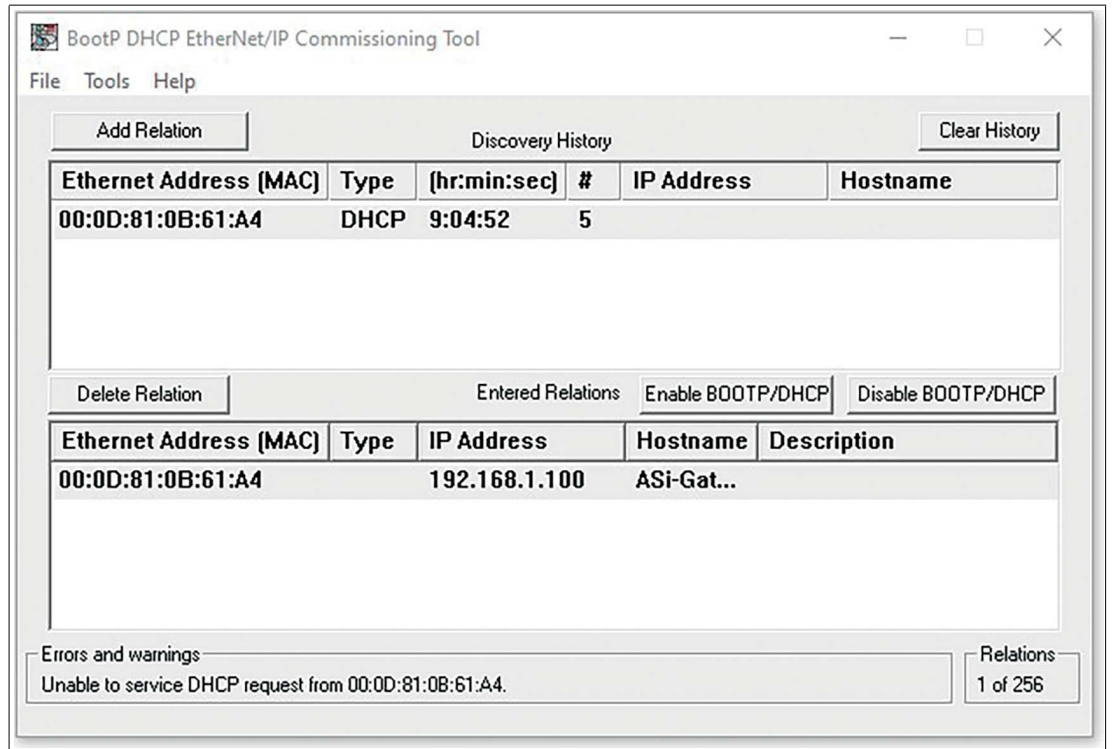 BootP DHCP EtherNet/IP Commissioning Tool
File Tools Help
Add Relation Discovery History Clear History
Ethernet Address (MAC) Type (hr:min:sec) # IP Address Hostname
00:0D:81:0B:61:A4 DHCP 9:04:52 5
Delete Relation Entered Relations Enable BOOTP/DHCP Disable BOOTP/DHCP
Ethernet Address (MAC) Type IP Address Hostname Description
00:0D:81:0B:61:A4 192.168.1.100 ASi-Gat...
Errors and warnings Relations
Unable to service DHCP request from 00:0D:81:0B:61:A4. 1 of 256